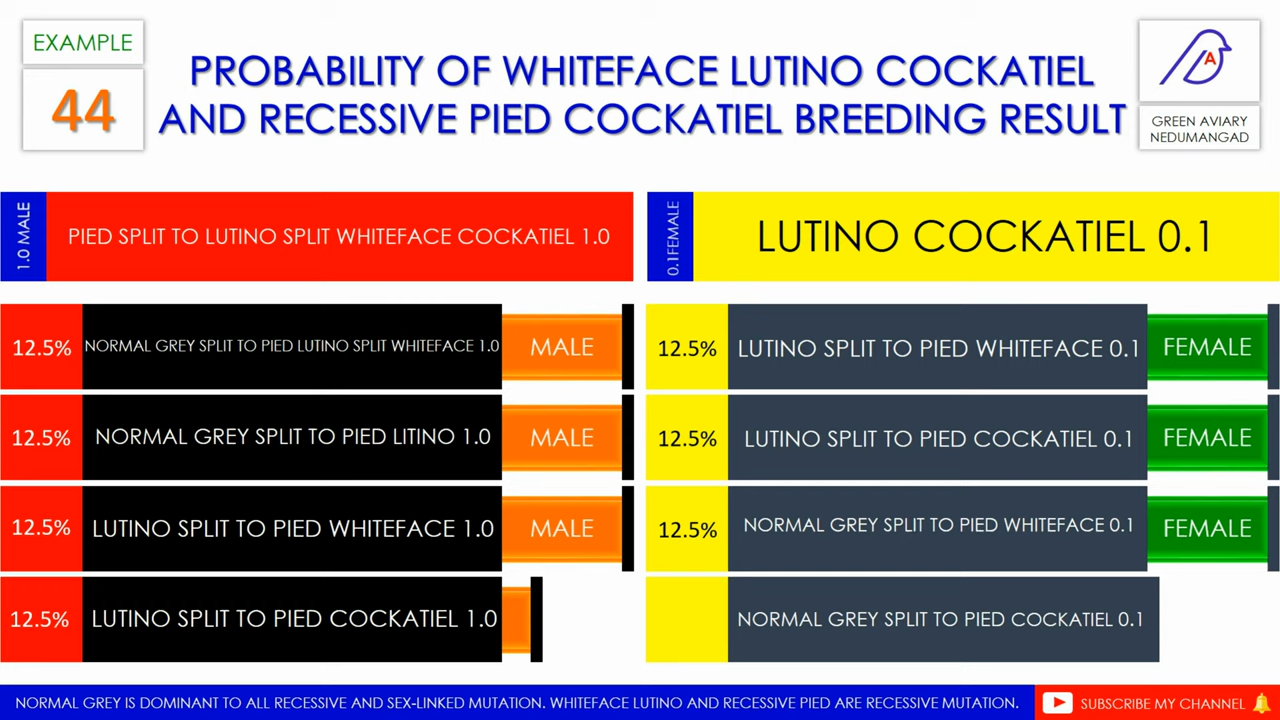 EXAMPLE
44
PROBABILITY OF WHITEFACE LUTINO COCKATIEL
AND RECESSIVE PIED COCKATIEL BREEDING RESULT
A
GREEN AVIARY
NEDUMANGAD
1.0 MALE
PIED SPLIT TO LUTINO SPLIT WHITEFACE COCKATIEL 1.0
0.1FEMALE
LUTINO COCKATIEL 0.1
12.5%
NORMAL GREY SPLIT TO PIED LUTINO SPLIT WHITEFACE 1.0
MALE
12.5%
LUTINO SPLIT TO PIED WHITEFACE 0.1
FEMALE
12.5%
NORMAL GREY SPLIT TO PIED LITINO 1.0
MALE
12.5%
LUTINO SPLIT TO PIED COCKATIEL 0.1
FEMALE
12.5%
LUTINO SPLIT TO PIED WHITEFACE 1.0
MALE
12.5%
NORMAL GREY SPLIT TO PIED WHITEFACE 0.1
FEMALE
12.5%
LUTINO SPLIT TO PIED COCKATIEL 1.0
NORMAL GREY SPLIT TO PIED COCKATIEL 0.1
NORMAL GREY IS DOMINANT TO ALL RECESSIVE AND SEX-LINKED MUTATION. WHITEFACE LUTINO AND RECESSIVE PIED ARE RECESSIVE MUTATION.
SUBSCRIBE MY CHANNEL